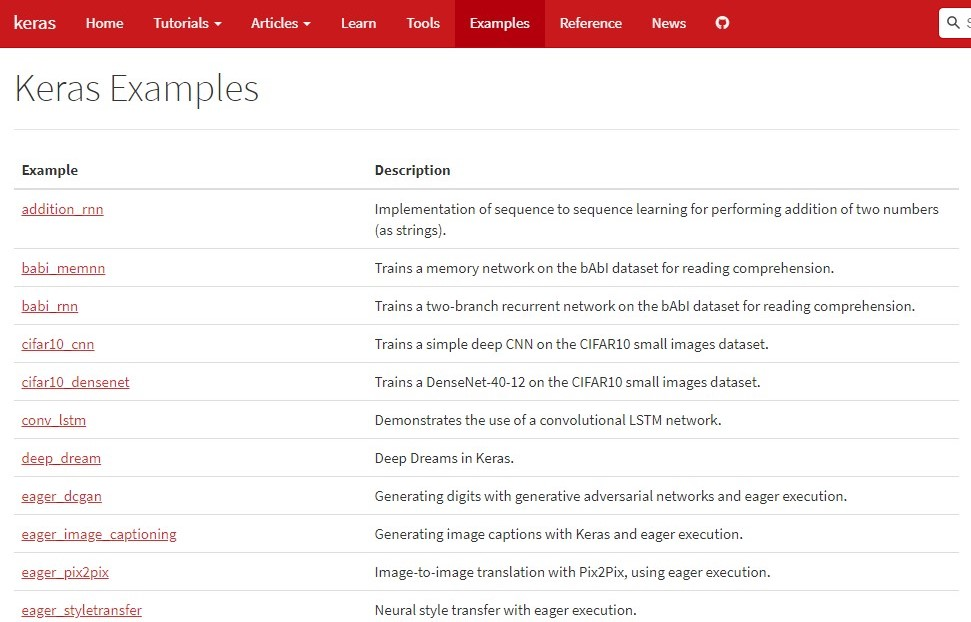 keras Home Tutorials Articles Learn Tools Examples Reference News
Keras Examples
Example Description
addition_rnn Implementation of sequence to sequence learning for performing addition of two numbers
(as strings).
babi_memnn Trains a memory network on the bAbI dataset for reading comprehension.
babi_rnn Trains a two-branch recurrent network on the bAbI dataset for reading comprehension.
cifar10_cnn Trains a simple deep CNN on the CIFAR10 small images dataset.
cifar10_densenet Trains a DenseNet-40-12 on the CIFAR10 small images dataset.
conv_lstm Demonstrates the use of a convolutional LSTM network.
deep_dream Deep Dreams in Keras.
eager_dcgan Generating digits with generative adversarial networks and eager execution.
eager_image_captioning Generating image captions with Keras and eager execution.
eager_pix2pix Image-to-image translation with Pix2Pix, using eager execution.
eager_styletransfer Neural style transfer with eager execution.